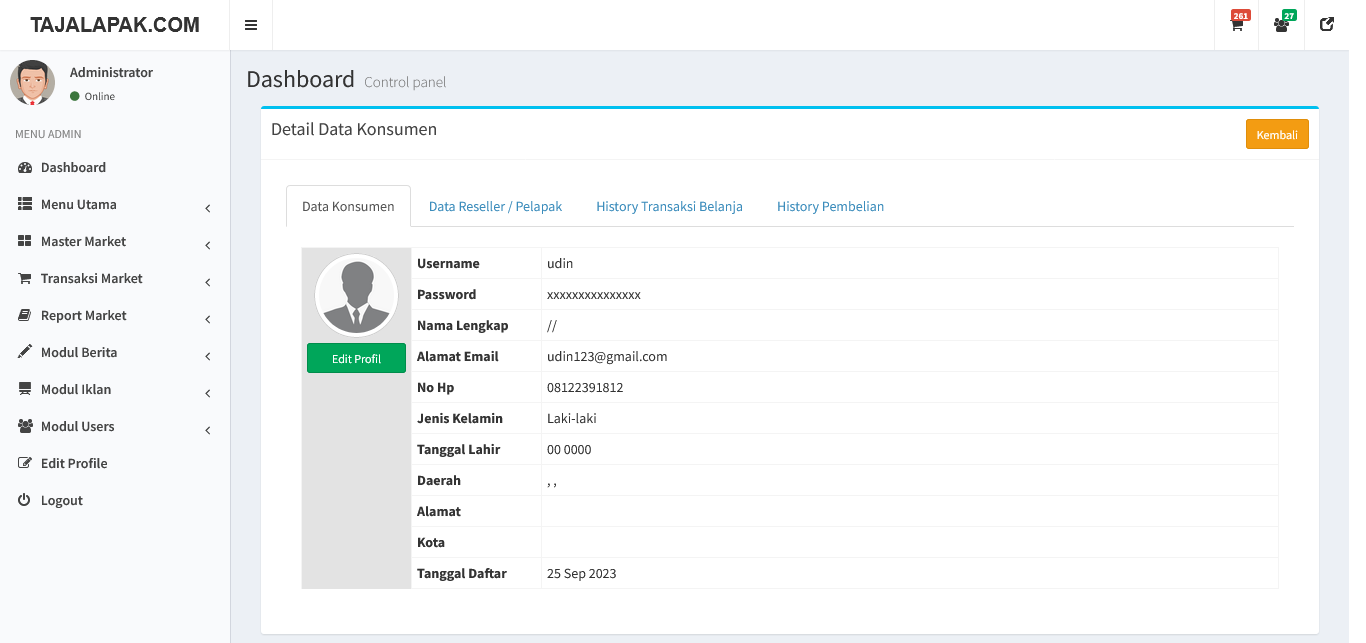 TAJALAPAK.COM
261
27
Administrator
Online
MENU ADMIN
Dashboard
Menu Utama
Master Market
Transaksi Market
Report Market
Modul Berita
Modul Iklan
Modul Users
Edit Profile
Logout
Dashboard Control panel
Detail Data Konsumen
Kembali
Data Konsumen Data Reseller / Pelapak History Transaksi Belanja History Pembelian
Edit Profil
Username udin
Password xxxxxxxxxxxxxxx
Nama Lengkap //
Alamat Email udin123@gmail.com
No Hp 08122391812
Jenis Kelamin Laki-laki
Tanggal Lahir 00 0000
Daerah , ,
Alamat
Kota
Tanggal Daftar 25 Sep 2023